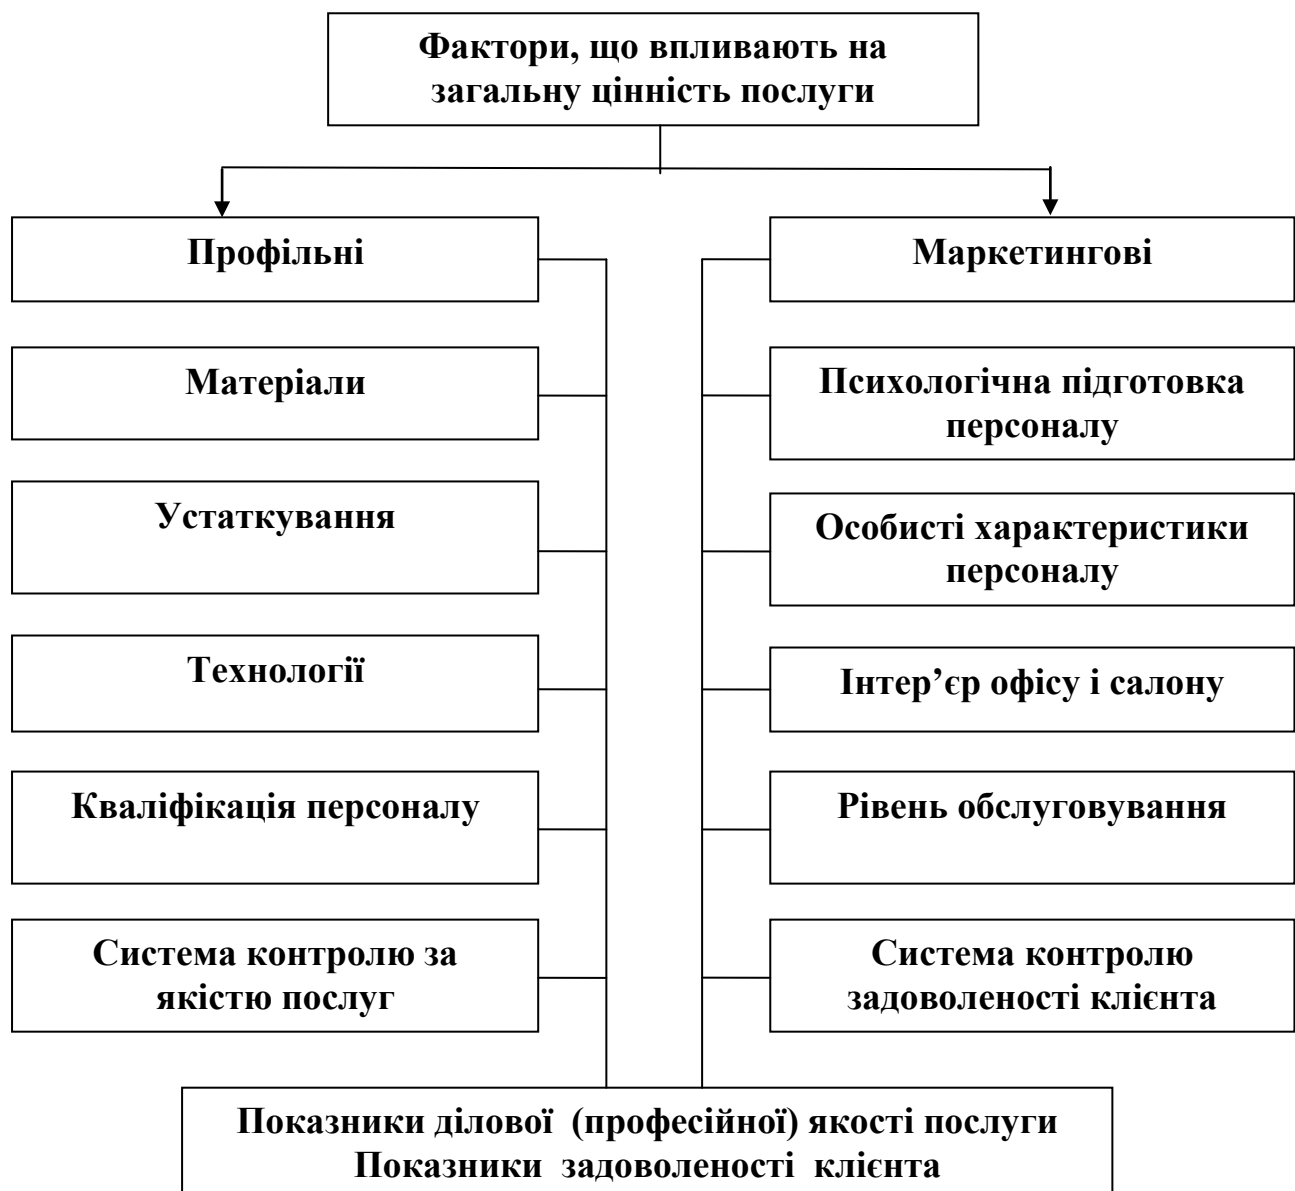 Фактори, що впливають на
загальну цінність послуги
Профільні
Маркетингові
Матеріали
Психологічна підготовка
персоналу
Устаткування
Особисті характеристики
персоналу
Технології
Інтер’єр офісу і салону
Кваліфікація персоналу
Рівень обслуговування
Система контролю за
якістю послуг
Система контролю
задоволеності клієнта
Показники ділової (професійної) якості послуги
Показники задоволеності клієнта